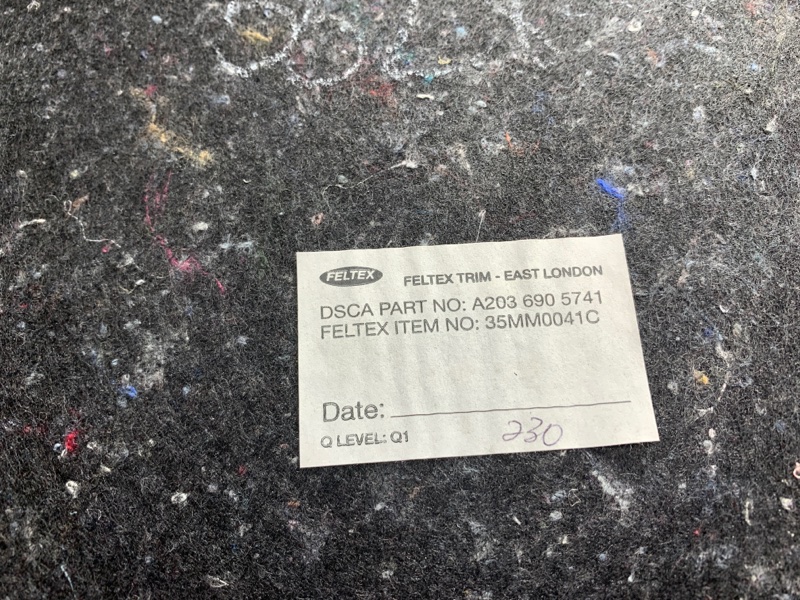 FELTEX FELTEX TRIM - EAST LONDON
DSCA PART NO: A203 690 5741
FELTEX ITEM NO: 35MM0041C
Date:
Q LEVEL: Q1 230